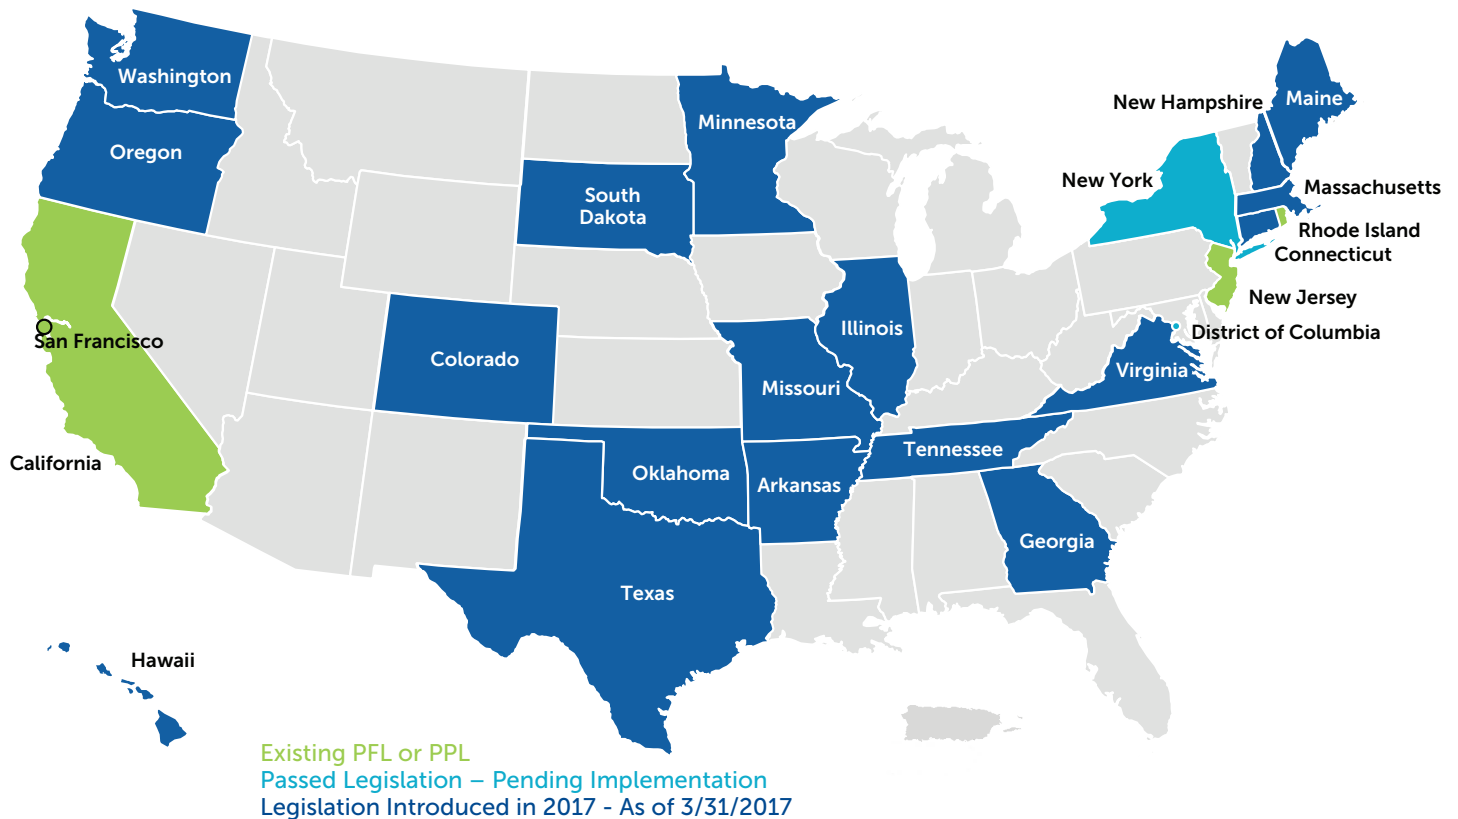 Washington
Oregon
Minnesota
South
Dakota
New Hampshire
Maine
New York
Massachusetts
Rhode Island
Connecticut
New Jersey
District of Columbia
San Francisco
Colorado
Illinois
Missouri
Virginia
California
Oklahoma
Arkansas
Tennessee
Georgia
Texas
Hawaii
Existing PFL or PPL
Passed Legislation – Pending Implementation
Legislation Introduced in 2017 - As of 3/31/2017